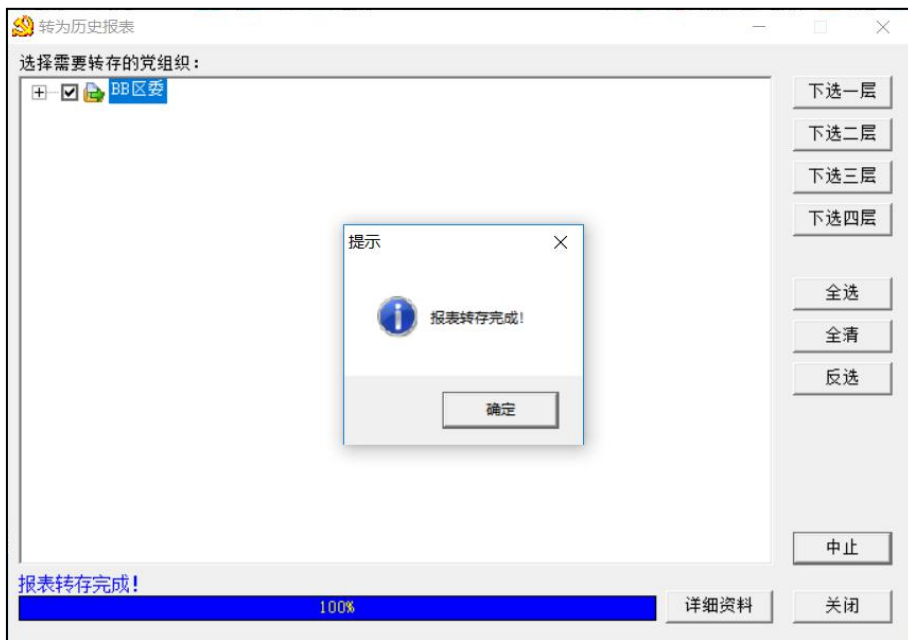 转为历史报表
选择需要转存的党组织：
BB区委
下选一层
下选二层
下选三层
下选四层
提示
报表转存完成!
确定
全选
全清
反选
中止
报表转存完成!
100%
详细资料
关闭